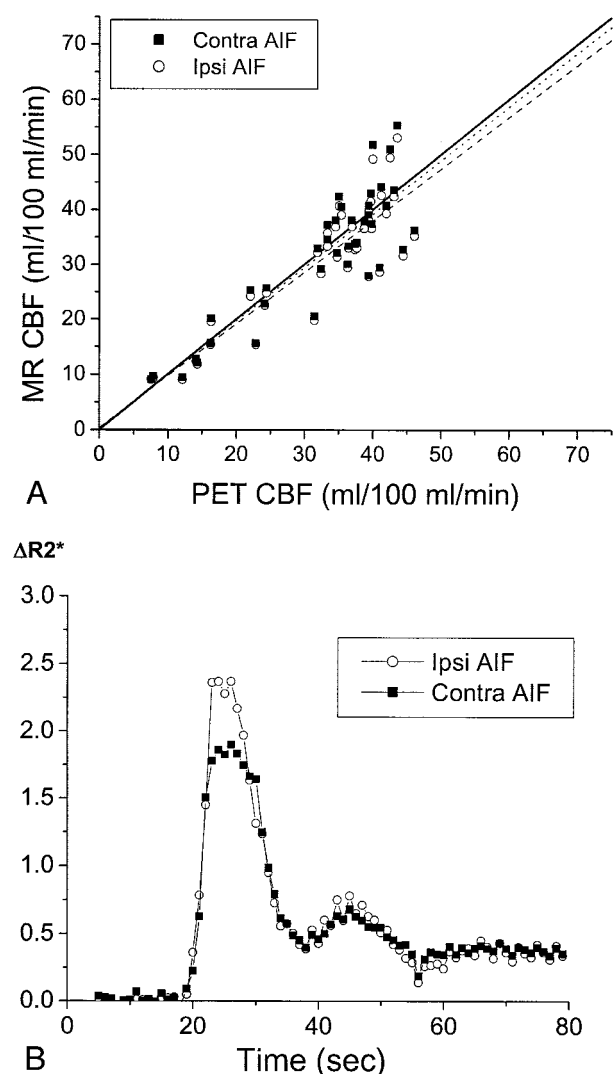 70
60
50
40
30
20
10
0
Contra AIF
Ipsi AIF
MR CBF (ml/100 ml/min)
0 10 20 30 40 50 60 70
A
PET CBF (ml/100 ml/min)
ΔR2*
3.0
2.5
2.0
1.5
1.0
0.5
0.0
Ipsi AIF
Contra AIF
0 20 40 60 80
B
Time (sec)